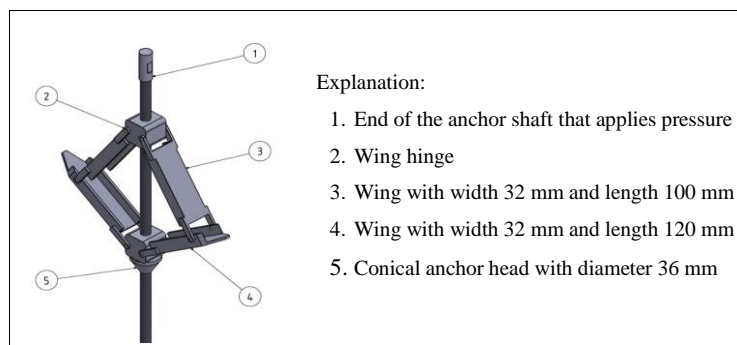 1
2
3
5
4
Explanation:
1. End of the anchor shaft that applies pressure
2. Wing hinge
3. Wing with width 32 mm and length 100 mm
4. Wing with width 32 mm and length 120 mm
5. Conical anchor head with diameter 36 mm